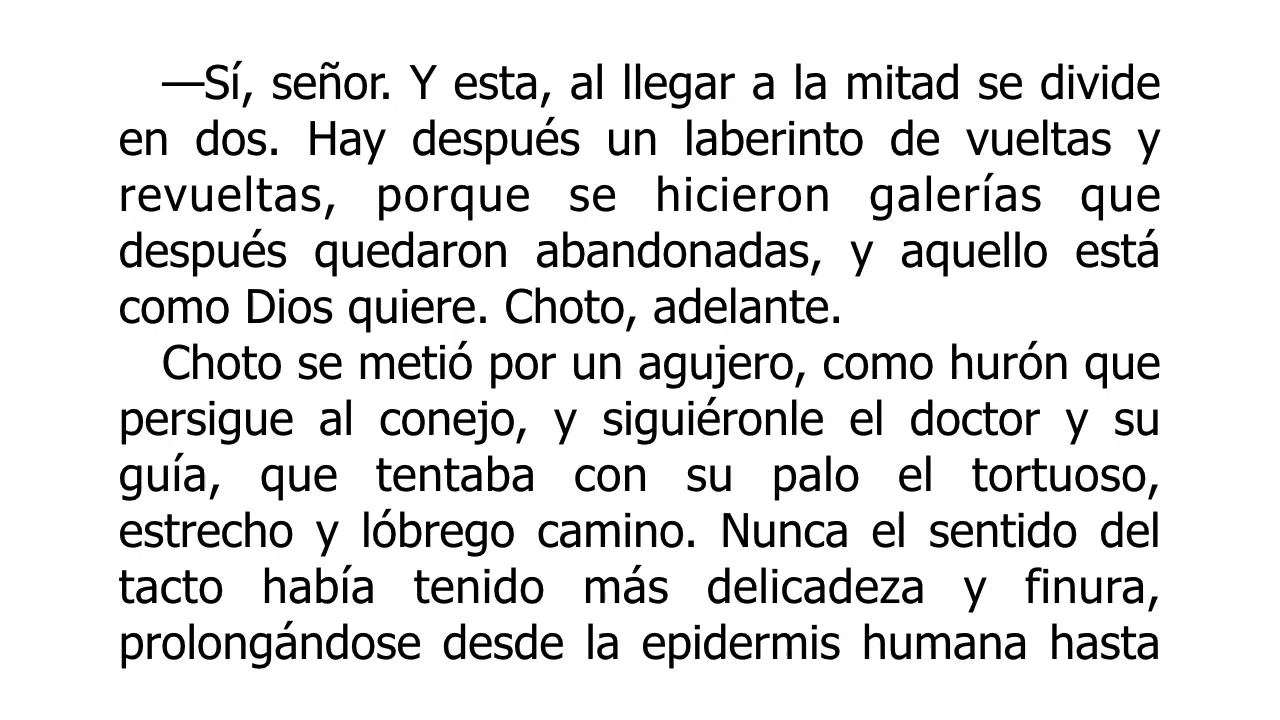 —Sí, señor. Y esta, al llegar a la mitad se divide
en dos. Hay después un laberinto de vueltas y
revueltas, porque se hicieron galerías que
después quedaron abandonadas, y aquello está
como Dios quiere. Choto, adelante.
Choto se metió por un agujero, como hurón que
persigue al conejo, y siguiéronle el doctor y su
guía, que tentaba con su palo el tortuoso,
estrecho y lóbrego camino. Nunca el sentido del
tacto había tenido más delicadeza y finura,
prolongándose desde la epidermis humana hasta